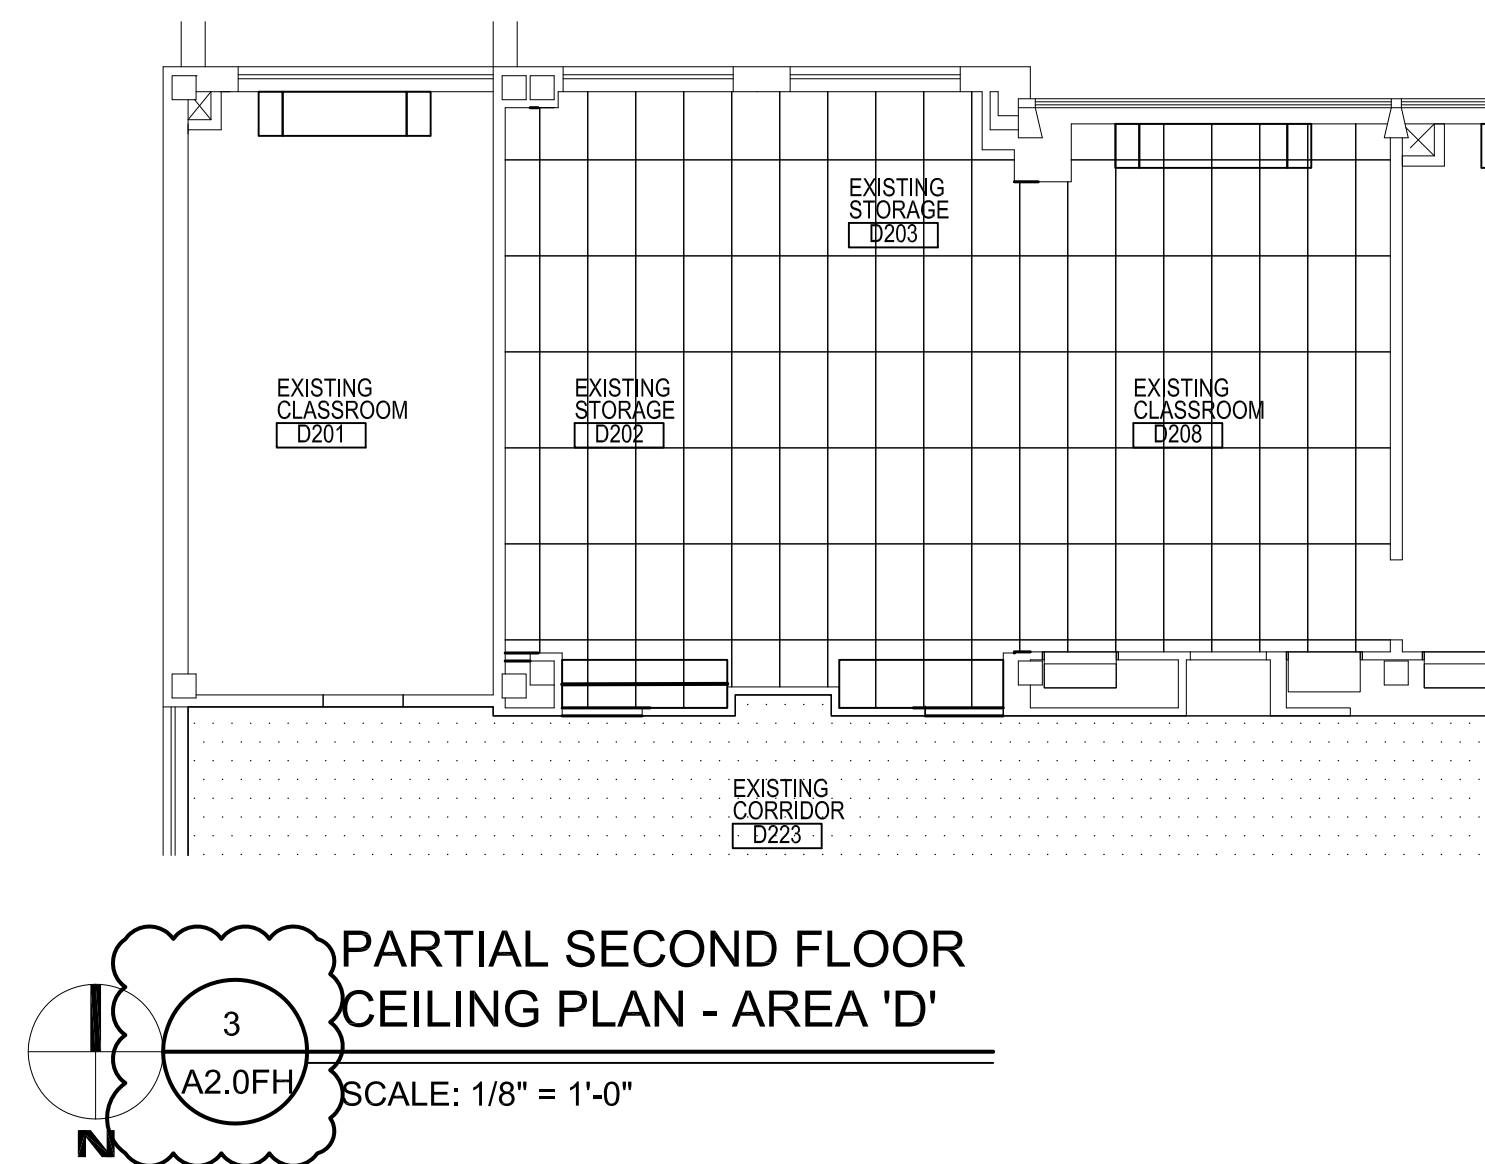 EXISTING
STORAGE
D203
EXISTING
CLASSROOM
D201
EXISTING
STORAGE
D202
EXISTING
CLASSROOM
D208
EXISTING
CORRIDOR
D223
PARTIAL SECOND FLOOR
CEILING PLAN - AREA 'D'
3
A2.0FH
SCALE: 1/8" = 1'-0"
N